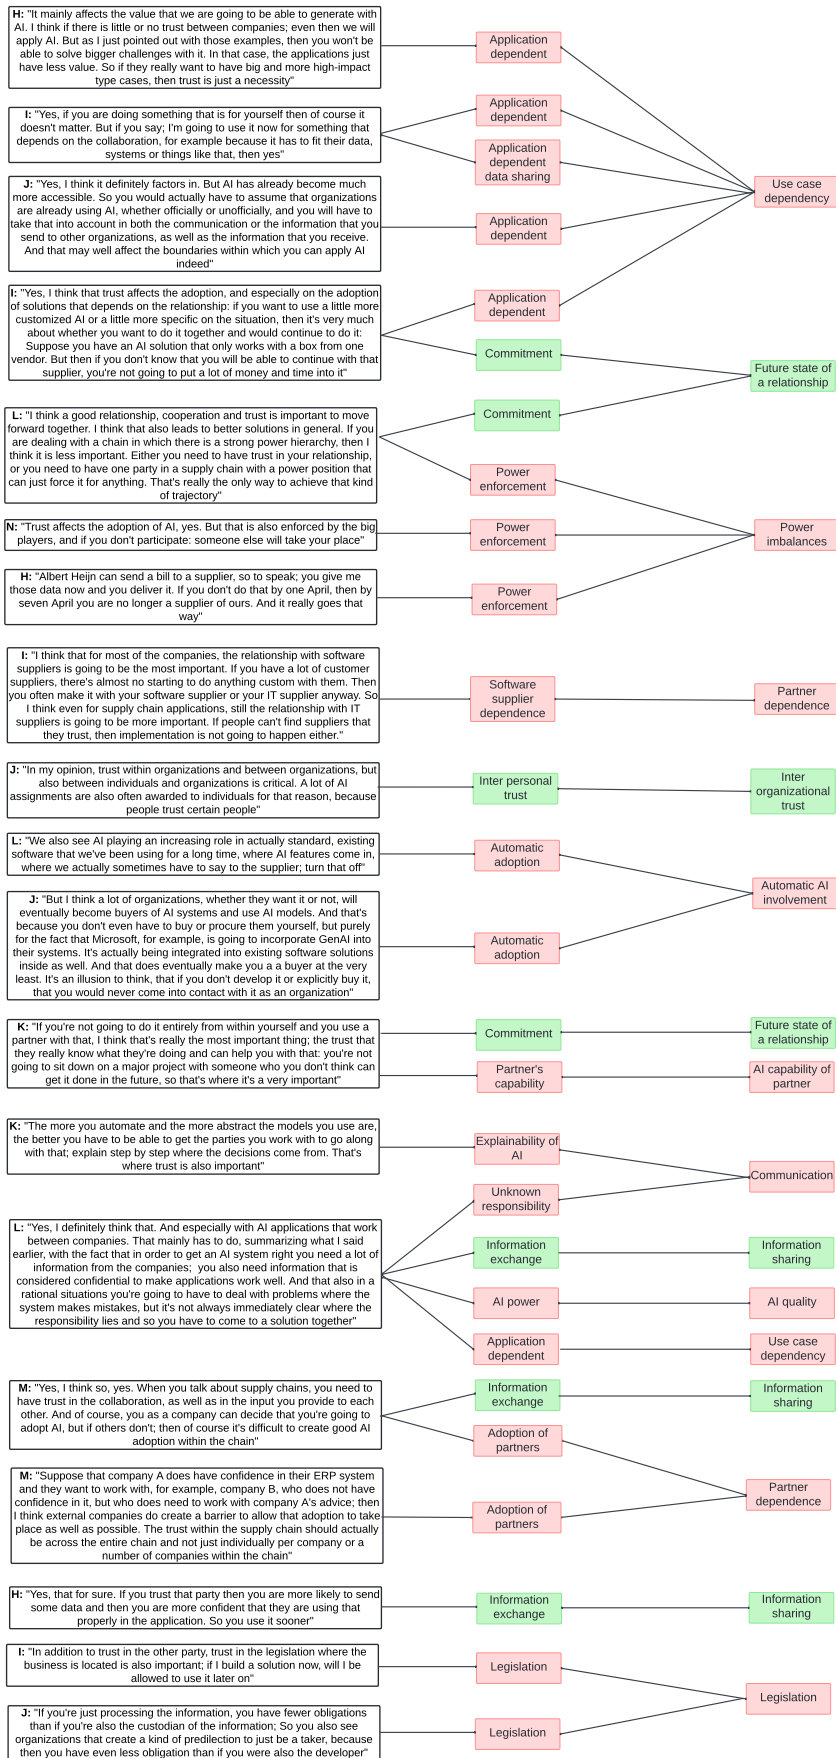 H: "It mainly affects the value that we are going to be able to generate with
AI. I think if there is little or no trust between companies; even then we will
apply AI. But as I just pointed out with those examples, then you won't be
able to solve bigger challenges with it. In that case, the applications just
have less value. So if they really want to have big and more high-impact
type cases, then trust is just a necessity"
Application
dependent
I: "Yes, if you are doing something that is for yourself then of course it
doesn't matter. But if you say; I'm going to use it now for something that
depends on the collaboration, for example because it has to fit their data,
systems or things like that, then yes"
Application
dependent
Application
dependent
data sharing
J: "Yes, I think it definitely factors in. But AI has already become much
more accessible. So you would actually have to assume that organizations
are already using AI, whether officially or unofficially, and you will have to
take that into account in both the communication or the information that you
send to other organizations, as well as the information that you receive.
And that may well affect the boundaries within which you can apply AI
indeed"
Application
dependent
Use case
dependency
I: "Yes, I think that trust affects the adoption, and especially on the adoption
of solutions that depends on the relationship: if you want to use a little more
customized AI or a little more specific on the situation, then it's very much
about whether you want to do it together and would continue to do it:
Suppose you have an AI solution that only works with a box from one
vendor. But then if you don't know that you will be able to continue with that
supplier, you're not going to put a lot of money and time into it"
Application
dependent
Commitment
Future state of
a relationship
L: "I think a good relationship, cooperation and trust is important to move
forward together. I think that also leads to better solutions in general. If you
are dealing with a chain in which there is a strong power hierarchy, then I
think it is less important. Either you need to have trust in your relationship,
or you need to have one party in a supply chain with a power position that
can just force it for anything. That's really the only way to achieve that kind
of trajectory"
Commitment
Power
enforcement
N: "Trust affects the adoption of AI, yes. But that is also enforced by the big
players, and if you don't participate: someone else will take your place"
Power
enforcement
Power
imbalances
H: "Albert Heijn can send a bill to a supplier, so to speak; you give me
those data now and you deliver it. If you don't do that by one April, then by
seven April you are no longer a supplier of ours. And it really goes that
way"
Power
enforcement
I: "I think that for most of the companies, the relationship with software
suppliers is going to be the most important. If you have a lot of customer
suppliers, there's almost no starting to do anything custom with them. Then
you often make it with your software supplier or your IT supplier anyway. So
I think even for supply chain applications, still the relationship with IT
suppliers is going to be more important. If people can't find suppliers that
they trust, then implementation is not going to happen either."
Software
supplier
dependence
Partner
dependence
J: "In my opinion, trust within organizations and between organizations, but
also between individuals and organizations is critical. A lot of AI
assignments are also often awarded to individuals for that reason, because
people trust certain people"
Inter personal
trust
Inter
organizational
trust
L: "We also see AI playing an increasing role in actually standard, existing
software that we've been using for a long time, where AI features come in,
where we actually sometimes have to say to the supplier; turn that off"
Automatic
adoption
Automatic AI
involvement
J: "But I think a lot of organizations, whether they want it or not, will
eventually become buyers of AI systems and use AI models. And that's
because you don't even have to buy or procure them yourself, but purely
for the fact that Microsoft, for example, is going to incorporate GenAI into
their systems. It's actually being integrated into existing software solutions
inside as well. And that does eventually make you a a buyer at the very
least. It's an illusion to think, that if you don't develop it or explicitly buy it,
that you would never come into contact with it as an organization"
Automatic
adoption
K: "If you're not going to do it entirely from within yourself and you use a
partner with that, I think that's really the most important thing; the trust that
they really know what they're doing and can help you with that: you're not
going to sit down on a major project with someone who you don't think can
get it done in the future, so that's where it's a very important"
Commitment
Future state of
a relationship
Partner's
capability
AI capability of
partner
K: "The more you automate and the more abstract the models you use are,
the better you have to be able to get the parties you work with to go along
with that; explain step by step where the decisions come from. That's
where trust is also important"
Explainability of
AI
Communication
Unknown
responsibility
L: "Yes, I definitely think that. And especially with AI applications that work
between companies. That mainly has to do, summarizing what I said
earlier, with the fact that in order to get an AI system right you need a lot of
information from the companies;  you also need information that is
considered confidential to make applications work well. And that also in a
rational situations you're going to have to deal with problems where the
system makes mistakes, but it's not always immediately clear where the
responsibility lies and so you have to come to a solution together"
Information
exchange
Information
sharing
AI power
AI quality
Application
dependent
Use case
dependency
M: "Yes, I think so, yes. When you talk about supply chains, you need to
have trust in the collaboration, as well as in the input you provide to each
other. And of course, you as a company can decide that you're going to
adopt AI, but if others don't; then of course it's difficult to create good AI
adoption within the chain"
Information
exchange
Information
sharing
Adoption of
partners
M: "Suppose that company A does have confidence in their ERP system
and they want to work with, for example, company B, who does not have
confidence in it, but who does need to work with company A's advice; then
I think external companies do create a barrier to allow that adoption to take
place as well as possible. The trust within the supply chain should actually
be across the entire chain and not just individually per company or a
number of companies within the chain"
Adoption of
partners
Partner
dependence
H: "Yes, that for sure. If you trust that party then you are more likely to send
some data and then you are more confident that they are using that
properly in the application. So you use it sooner"
Information
exchange
Information
sharing
I: "In addition to trust in the other party, trust in the legislation where the
business is located is also important; if I build a solution now, will I be
allowed to use it later on"
Legislation
Legislation
J: "If you're just processing the information, you have fewer obligations
than if you're also the custodian of the information; So you also see
organizations that create a kind of predilection to just be a taker, because
then you have even less obligation than if you were also the developer"
Legislation